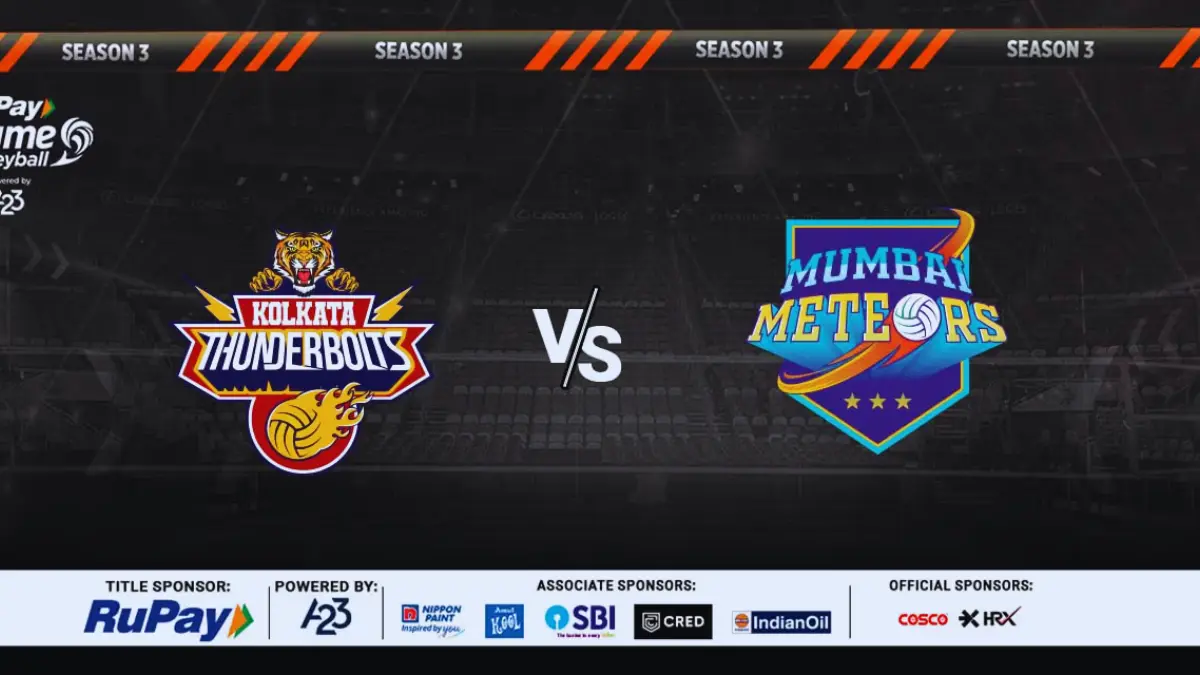 SEASON 3
SEASON 3
SEASON 3
SEASON 3
Pay
me
eyball
ered by
23
KOLKATA
THUNDERBOLTS
VS
MUMBAI
METEORS
TITLE SPONSOR:
RuPay
POWERED BY:
A23
ASSOCIATE SPONSORS:
NIPPON
PAINT
Inspired by you
Amul
KOOL
SBI
CRED
IndianOil
OFFICIAL SPONSORS:
COSCO
HRX